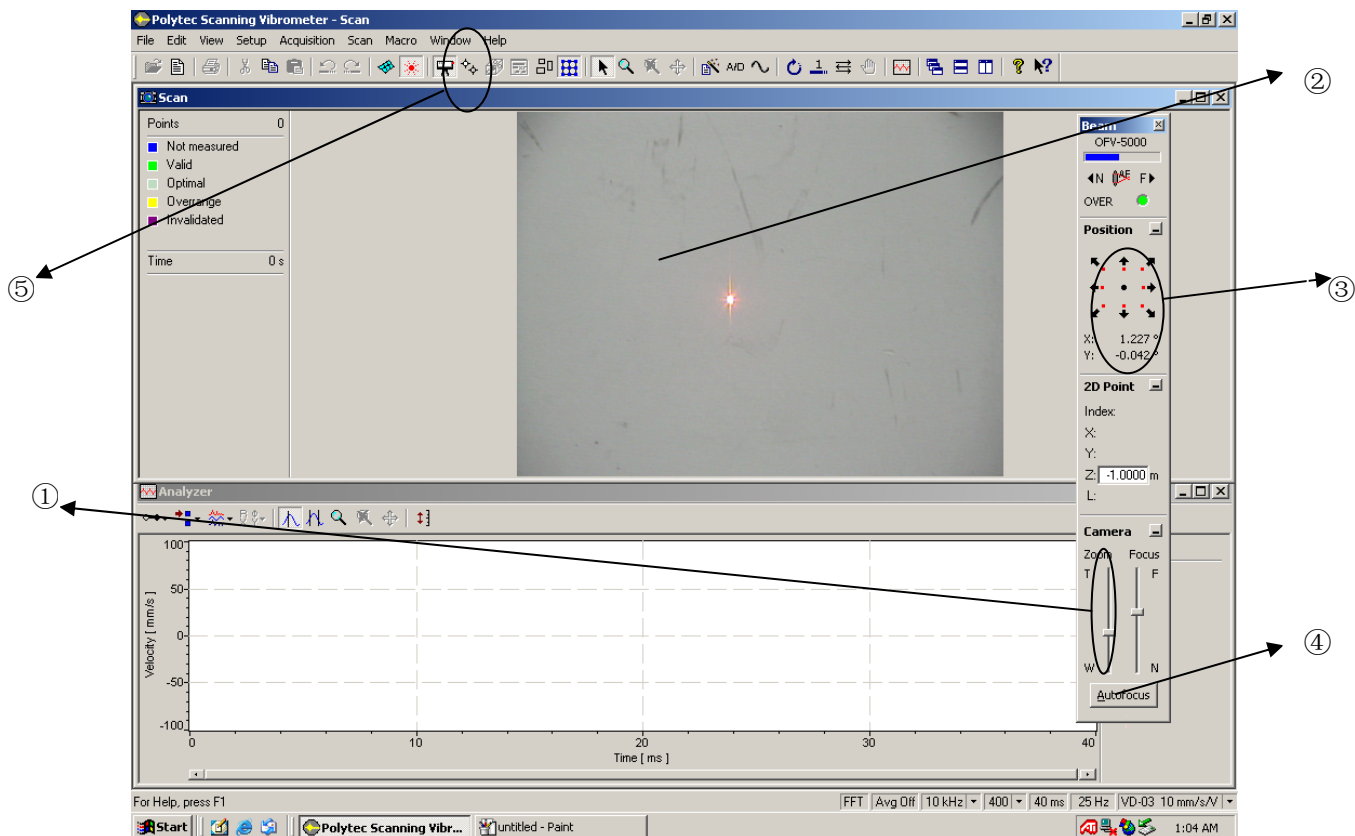 Polytec Scanning Vibrometer - Scan
File Edit View Setup Acquisition Scan Macro Window Help
A/D 1
②
Scan
Points 0
Not measured
Valid
Optimal
Overrange
Invalidated
Time 0 s
⑤
Beam
OFV-5000
N AF F
OVER
Position
③
X: 1.227 °
Y: -0.042 °
2D Point
Index:
X:
Y:
Z: -1.0000 m
L:
①
Analyzer
Camera
Zoom Focus
T F
W N
Autofocus
④
Velocity [ mm/s ]
100
50
0
-50
-100
0 10 20 30 40
Time [ ms ]
For Help, press F1
FFT Avg Off 10 kHz 400 40 ms 25 Hz VD-03 10 mm/s/V
Start Polytec Scanning Vibr... untitled - Paint 1:04 AM